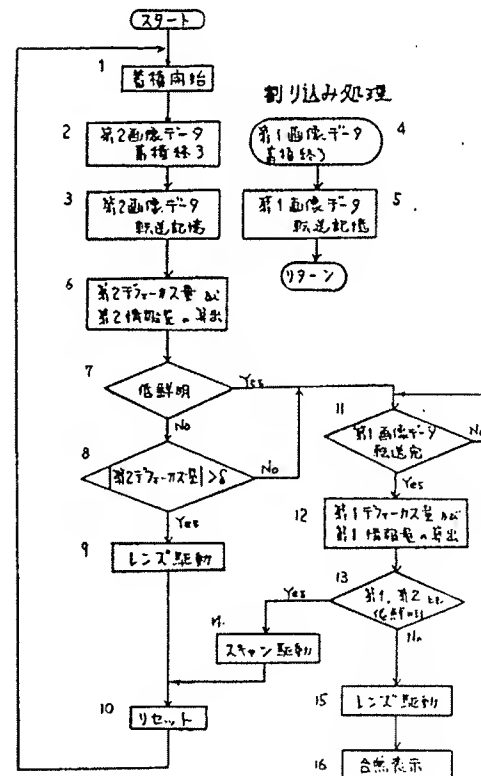 スタート
1
蓄積開始
割り込み処理
2
第2画像データ
蓄積終了
4
第1画像データ
蓄積終了
3
第2画像データ
転送記憶
5
第1画像データ
転送記憶
リターン
6
第2デフォーカス量 及び
第2情報量の算出
7
低鮮明
Yes
No
8
|第2デフォーカス量|>δ
No
Yes
9
レンズ駆動
10
リセット
11
第1画像データ
転送完
No
Yes
12
第1デフォーカス量 及び
第1情報量の算出
13
第1,第2とも
Yes
No
スキャン駆動
15
レンズ駆動
16
合焦表示